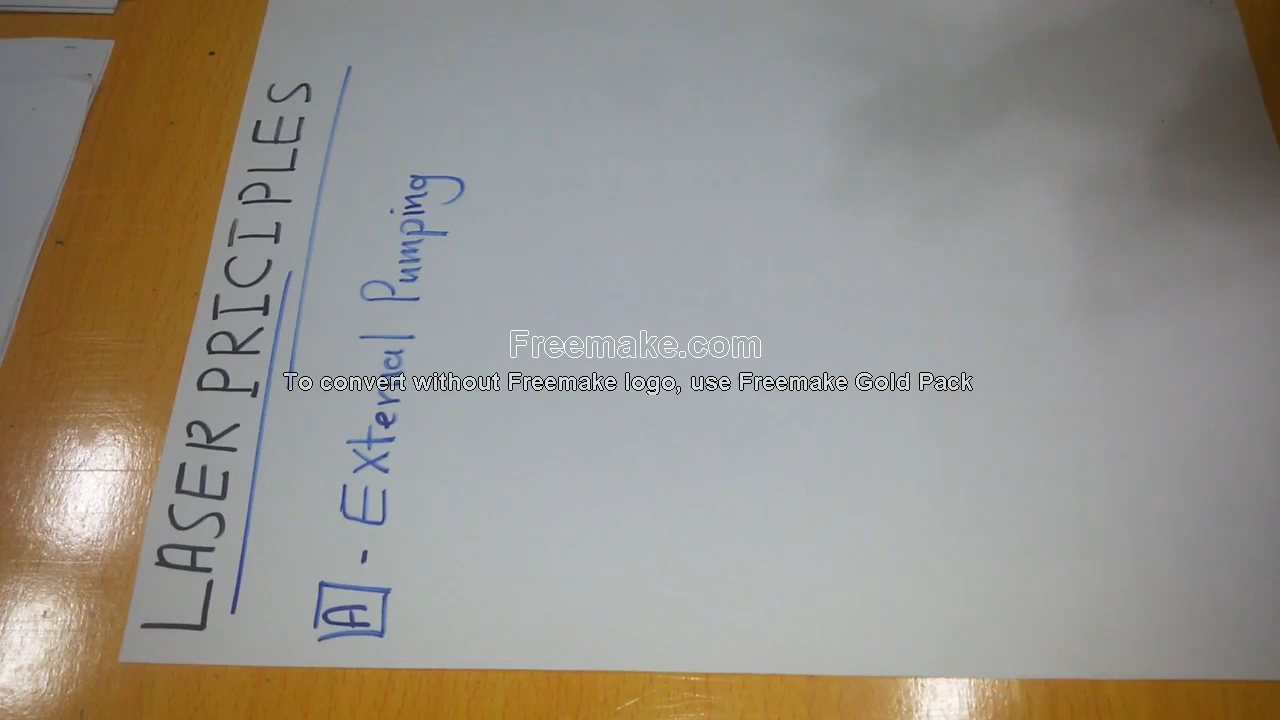 LASER PRICIPLES
A - External Pumping
Freemake.com
To convert without Freemake logo, use Freemake Gold Pack